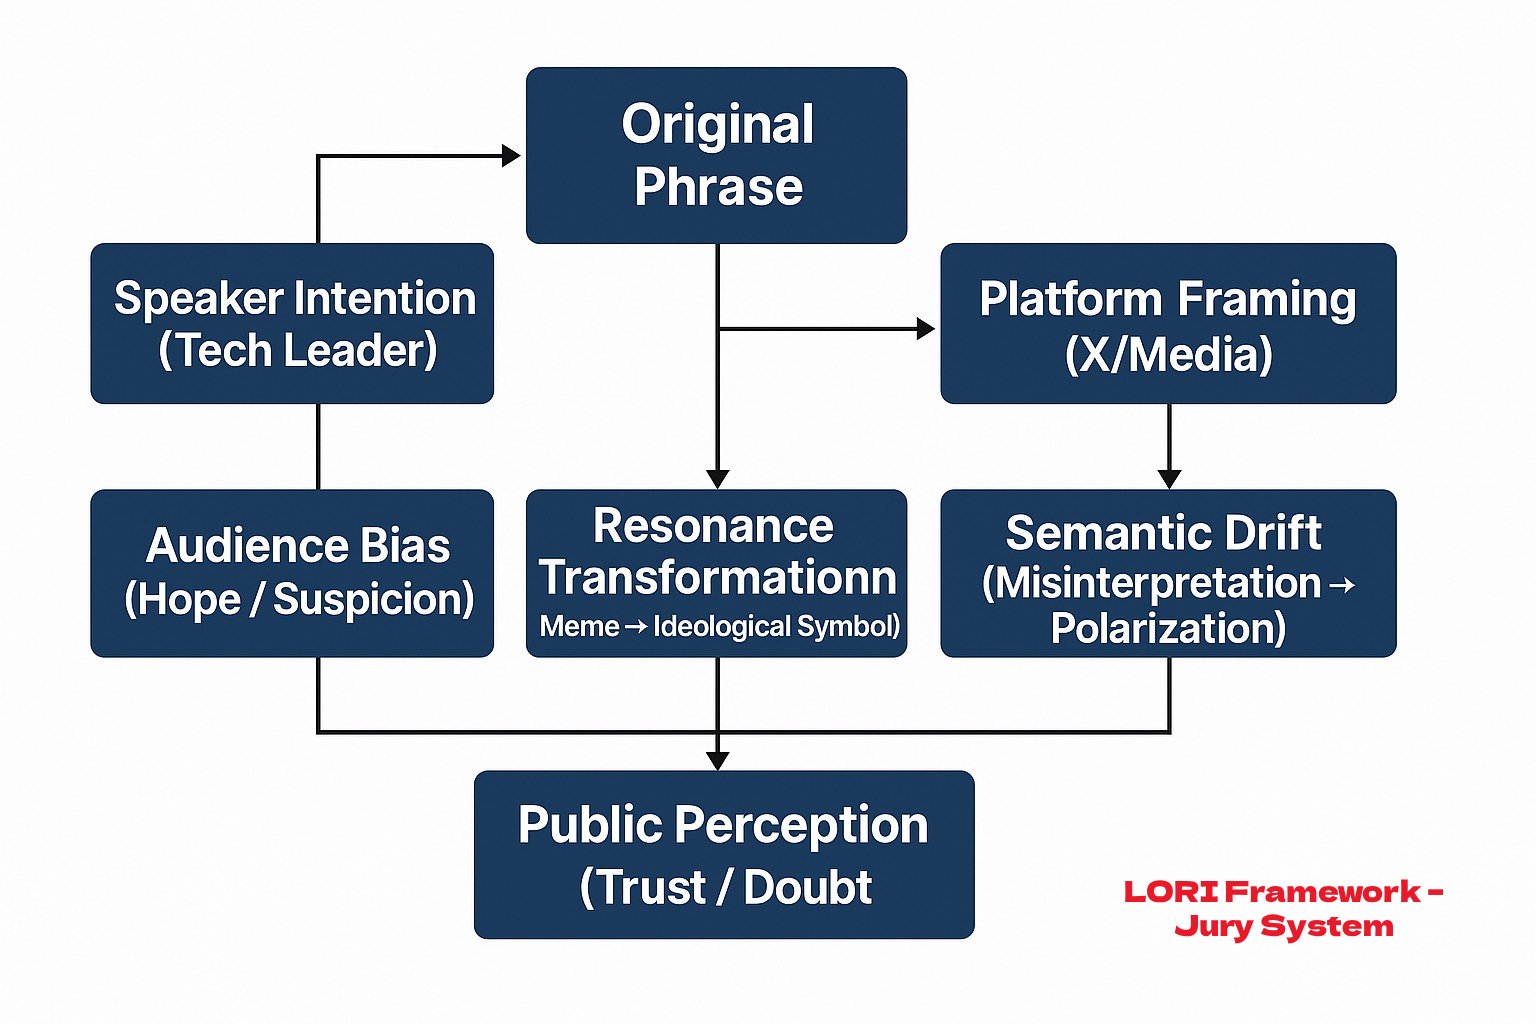 Original
Phrase
Speaker Intention
(Tech Leader)
Platform Framing
(X/Media)
Audience Bias
(Hope / Suspicion)
Resonance
Transformationn
Meme → Ideological Symbol)
Semantic Drift
(Misinterpretation →
Polarization)
Public Perception
(Trust / Doubt
LORI Framework –
Jury System